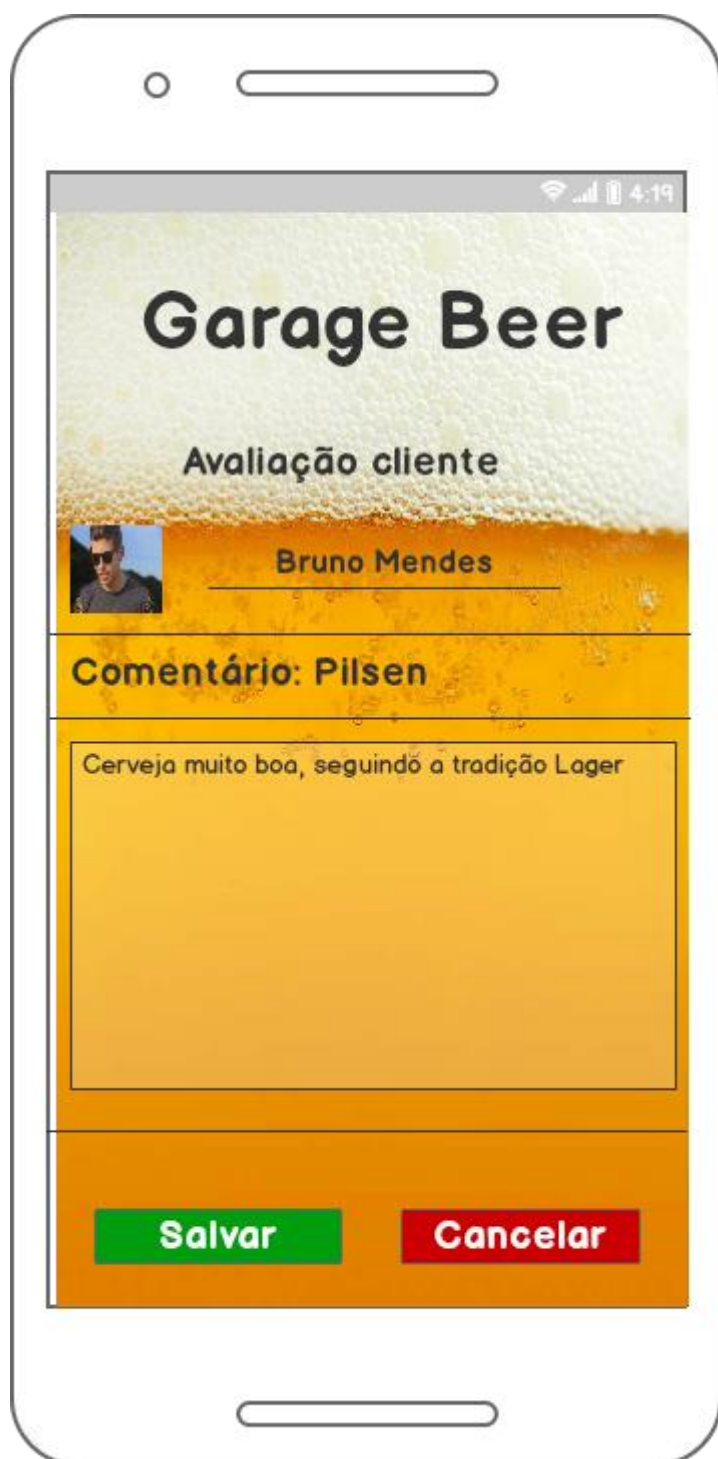 4:19
Garage Beer
Avaliação cliente
Bruno Mendes
Comentário: Pilsen
Cerveja muito boa, seguindo a tradição Lager
Salvar
Cancelar